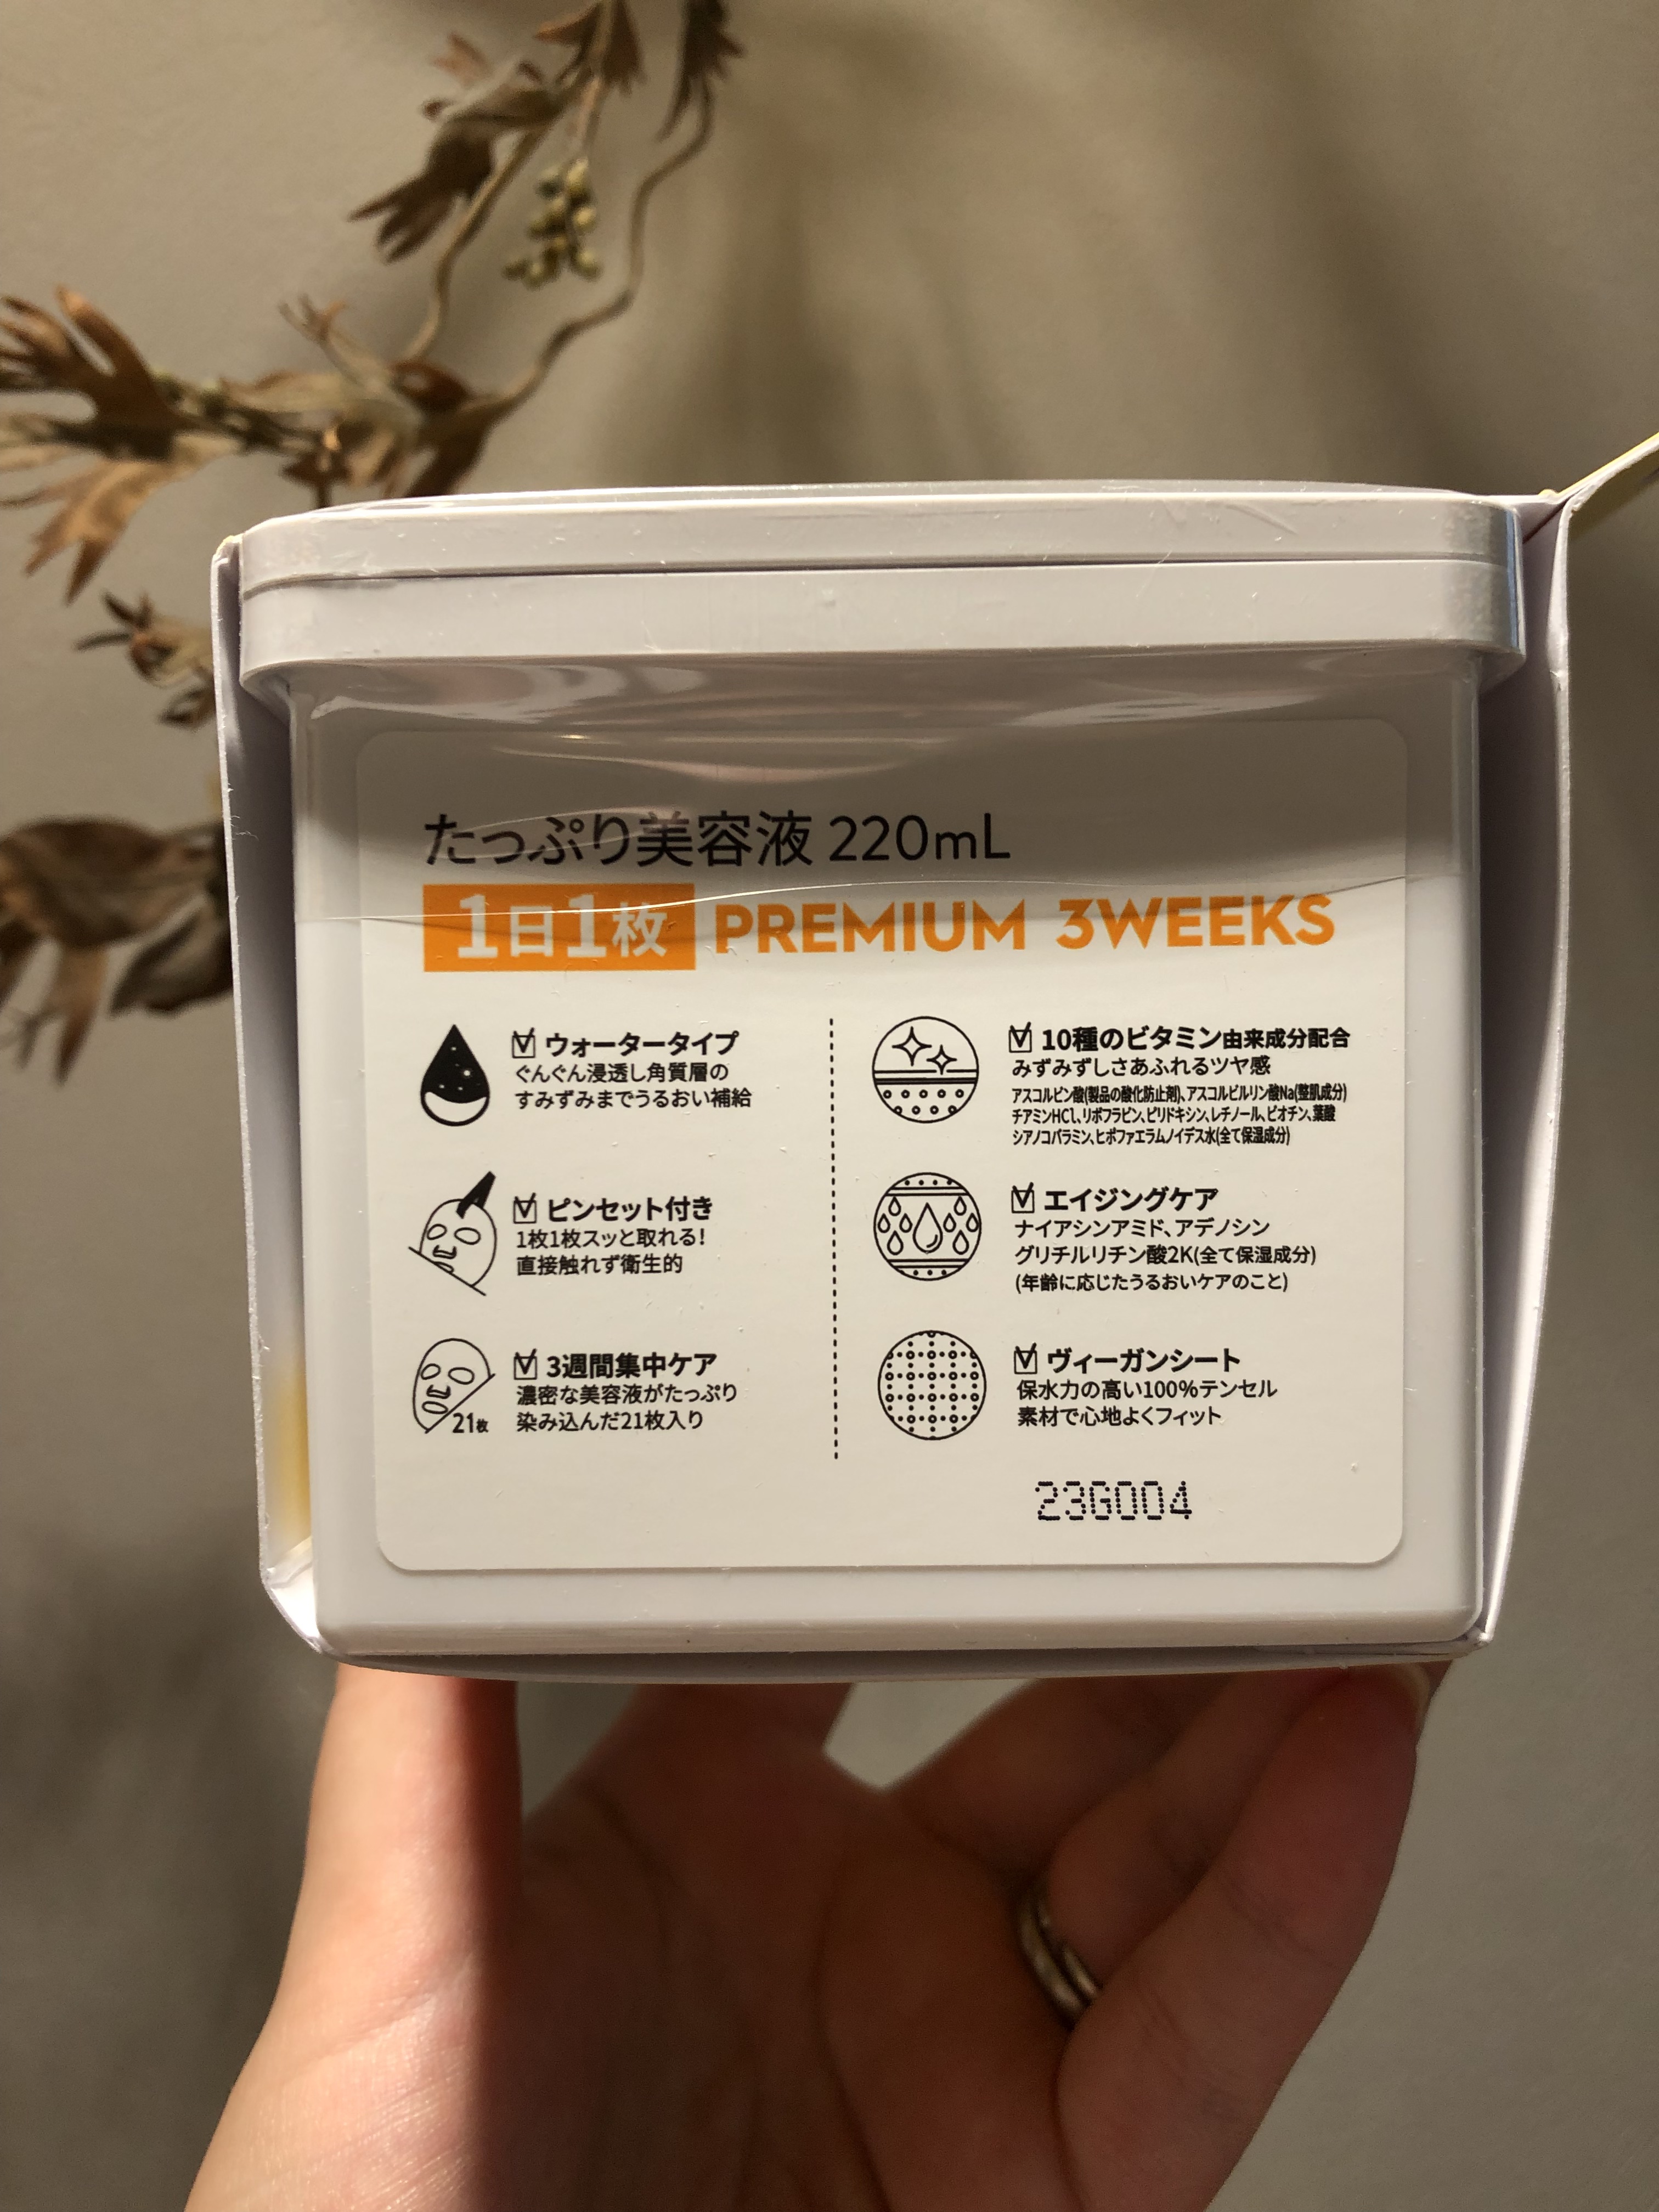 たっぷり美容液 220mL
1日1枚 PREMIUM 3WEEKS
ウォータータイプ
ぐんぐん浸透し角質層の
すみずみまでうるおい補給
ピンセット付き
1枚1枚スッと取れる!
直接触れず衛生的
3週間集中ケア
濃密な美容液がたっぷり
染み込んだ21枚入り
21枚
10種のビタミン由来成分配合
みずみずしさあふれるツヤ感
アスコルビン酸(製品の酸化防止剤)、アスコルビルリン酸Na(整肌成分)
チアミンHCl、リボフラビン、ピリドキシン、レチノール、ビオチン、葉酸
シアノコバラミン、ヒポファエラムノイデス水(全て保湿成分)
エイジングケア
ナイアシンアミド、アデノシン
グリチルリチン酸2K(全て保湿成分)
(年齢に応じたうるおいケアのこと)
ヴィーガンシート
保水力の高い100%テンセル
素材で心地よくフィット
23G004